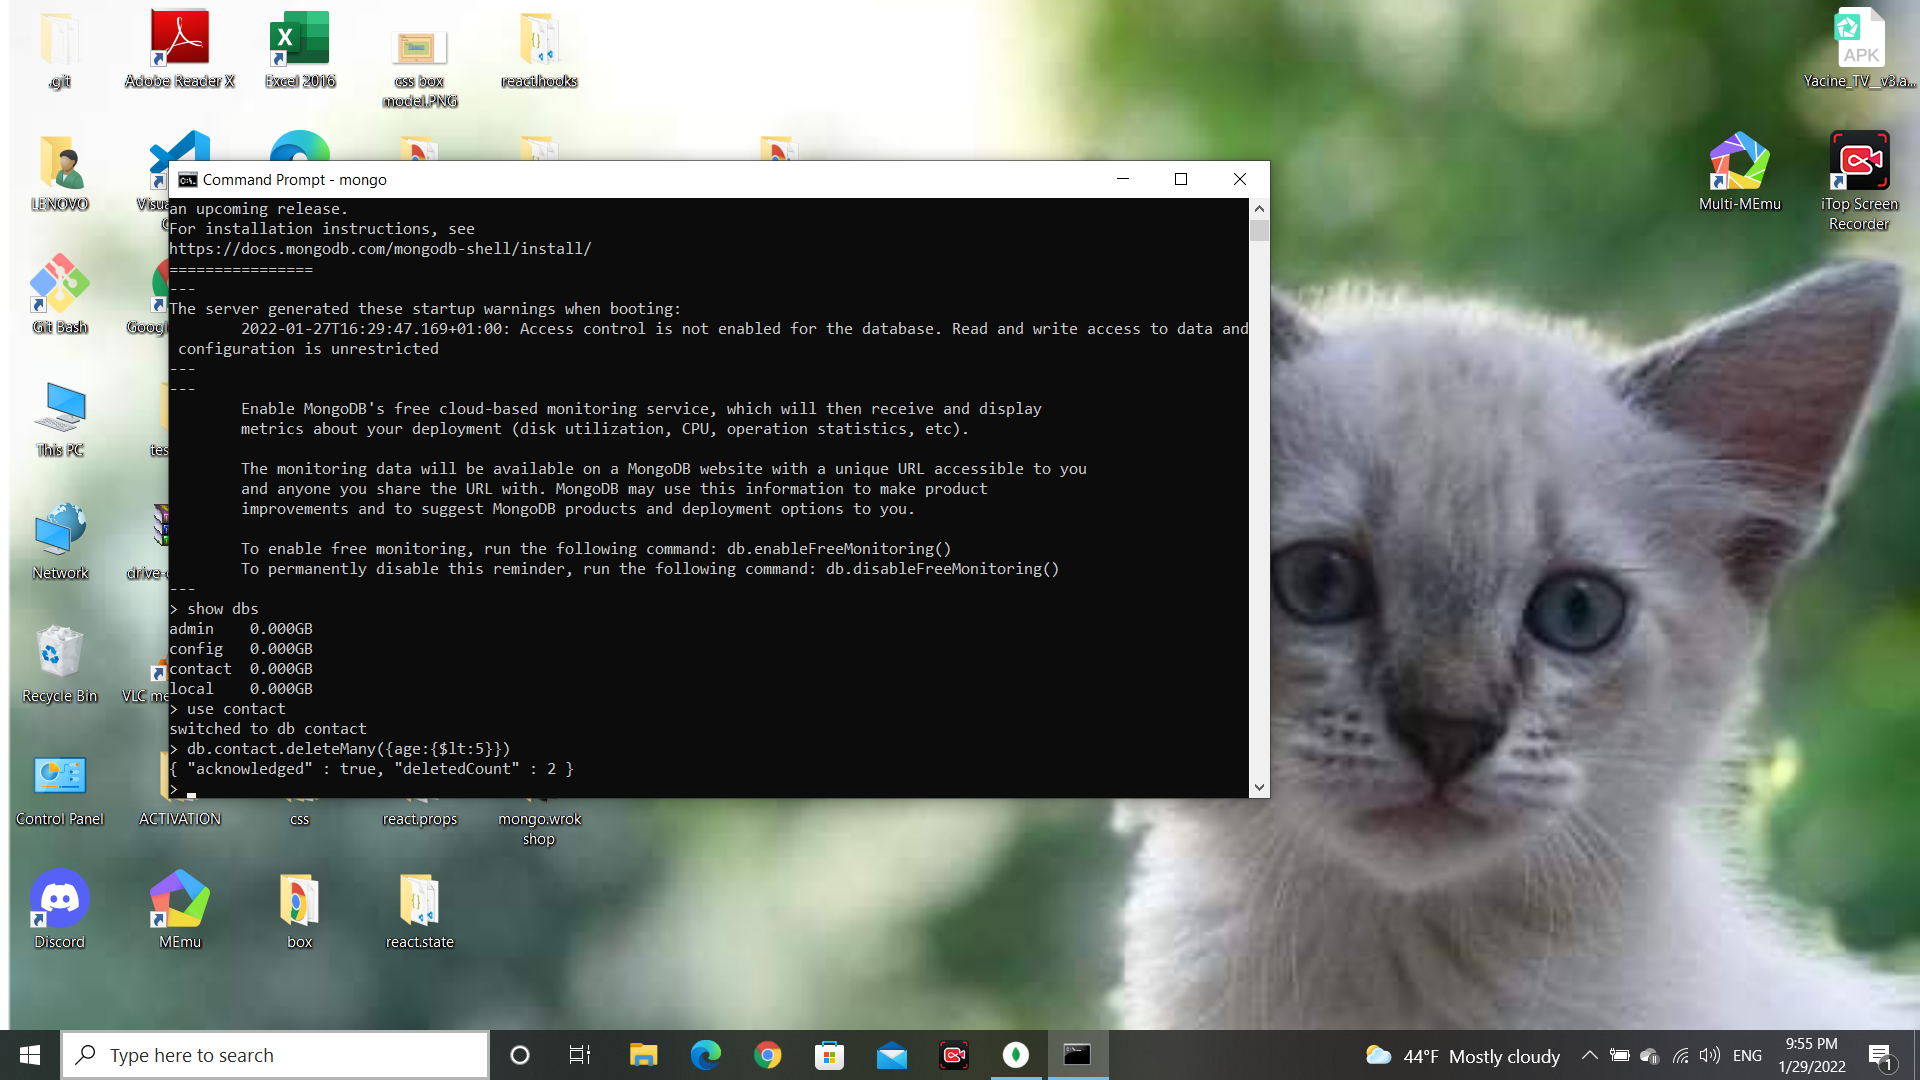 .git
Adobe Reader X
Excel 2016
css box
model.PNG
react.hooks
APK
Yacine_TV__v3.a...
LENOVO
Visua
Multi-MEmu
iTop Screen
Recorder
Command Prompt - mongo
an upcoming release.
For installation instructions, see
https://docs.mongodb.com/mongodb-shell/install/
================
---
The server generated these startup warnings when booting:
2022-01-27T16:29:47.169+01:00: Access control is not enabled for the database. Read and write access to data and
configuration is unrestricted
---
---
Enable MongoDB's free cloud-based monitoring service, which will then receive and display
metrics about your deployment (disk utilization, CPU, operation statistics, etc).
The monitoring data will be available on a MongoDB website with a unique URL accessible to you
and anyone you share the URL with. MongoDB may use this information to make product
improvements and to suggest MongoDB products and deployment options to you.
To enable free monitoring, run the following command: db.enableFreeMonitoring()
To permanently disable this reminder, run the following command: db.disableFreeMonitoring()
---
> show dbs
admin 0.000GB
config 0.000GB
contact 0.000GB
local 0.000GB
> use contact
switched to db contact
> db.contact.deleteMany({age:{$lt:5}})
{ "acknowledged" : true, "deletedCount" : 2 }
>
Git Bash
Goog
This PC
tes
Network
drive-
Recycle Bin
VLC me
Control Panel
ACTIVATION
css
react.props
mongo.wrok
shop
Discord
MEmu
box
react.state
Type here to search
44°F Mostly cloudy
ENG
9:55 PM
1/29/2022
1